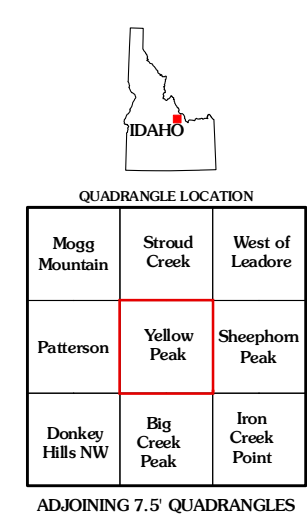 IDAHO
QUADRANGLE LOCATION
Mogg
Mountain
Stroud
Creek
West of
Leadore
Patterson
Yellow
Peak
Sheephorn
Peak
Donkey
Hills NW
Big
Creek
Peak
Iron
Creek
Point
ADJOINING 7.5' QUADRANGLES